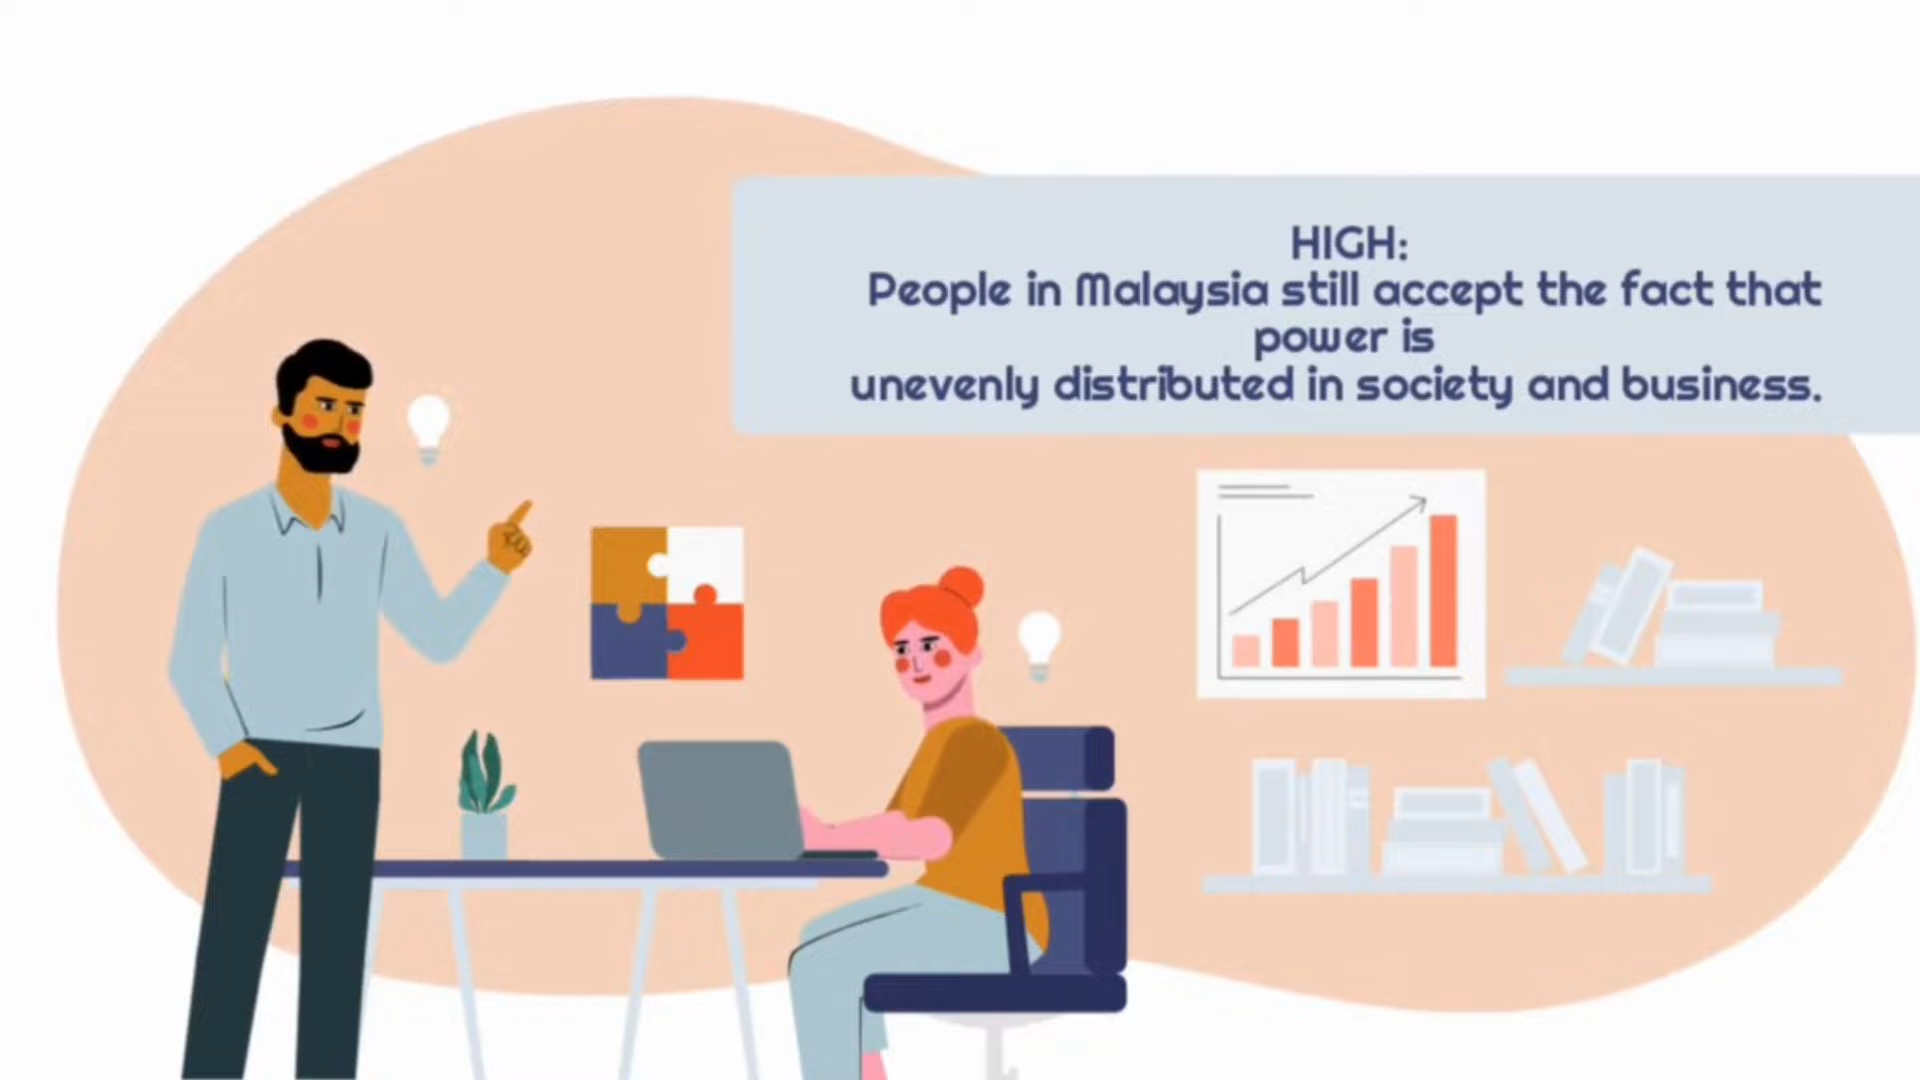 HIGH:
People in Malaysia still accept the fact that
power is
unevenly distributed in society and business.